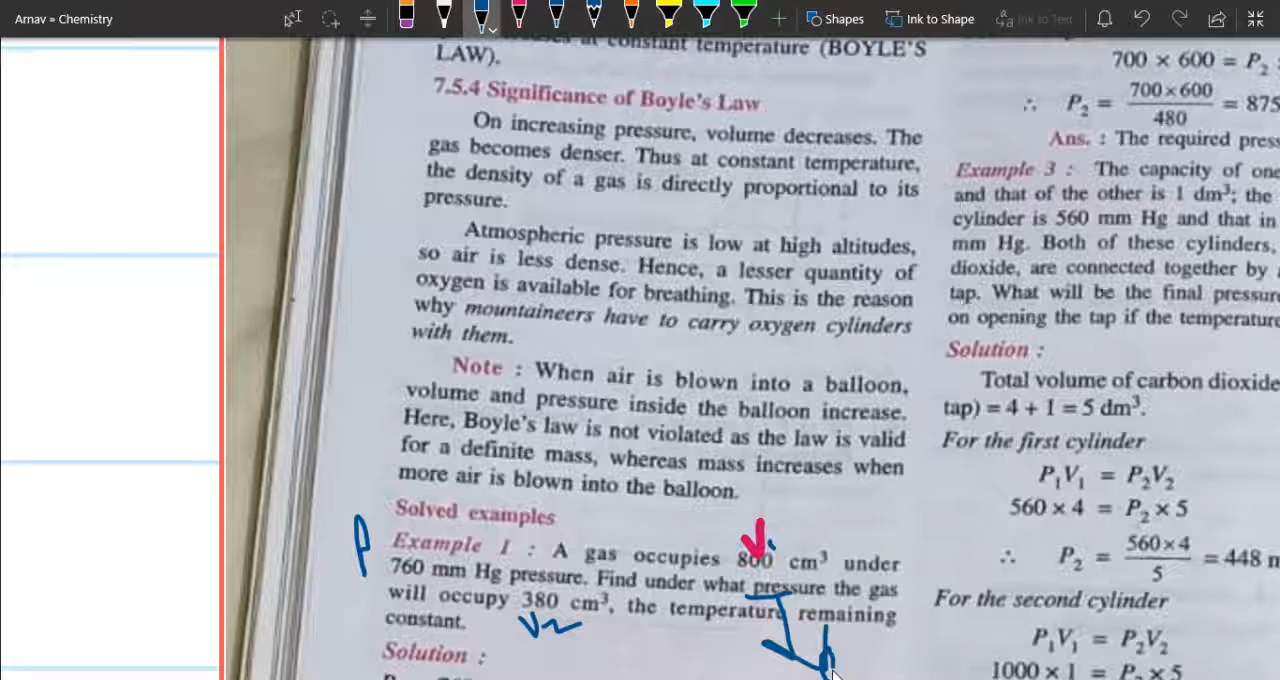 Arnav » Chemistry
Shapes
Ink to Shape
Ink to Text
at constant temperature (BOYLE'S
LAW).
7.5.4 Significance of Boyle's Law
On increasing pressure, volume decreases. The
gas becomes denser. Thus at constant temperature,
the density of a gas is directly proportional to its
pressure.
Atmospheric pressure is low at high altitudes,
so air is less dense. Hence, a lesser quantity of
oxygen is available for breathing. This is the reason
why mountaineers have to carry oxygen cylinders
with them.
Note : When air is blown into a balloon,
volume and pressure inside the balloon increase.
Here, Boyle's law is not violated as the law is valid
for a definite mass, whereas mass increases when
more air is blown into the balloon.
Solved examples
P
Example 1 : A gas occupies 800 cm³ under
760 mm Hg pressure. Find under what pressure the gas
will occupy 380 cm³, the temperature remaining
constant.
V2
Solution :
700 × 600 = P₂
∴ P₂ = 700×600 / 480 = 875
Ans. : The required press
Example 3 : The capacity of one
and that of the other is 1 dm³; the
cylinder is 560 mm Hg and that in
mm Hg. Both of these cylinders,
dioxide, are connected together by
tap. What will be the final pressur
on opening the tap if the temperature
Solution :
Total volume of carbon dioxide
tap) = 4 + 1 = 5 dm³.
For the first cylinder
P₁V₁ = P₂V₂
560 × 4 = P₂ × 5
∴ P₂ = 560×4 / 5 = 448 m
For the second cylinder
P₁V₁ = P₂V₂
1000 × 1 = P₂ × 5